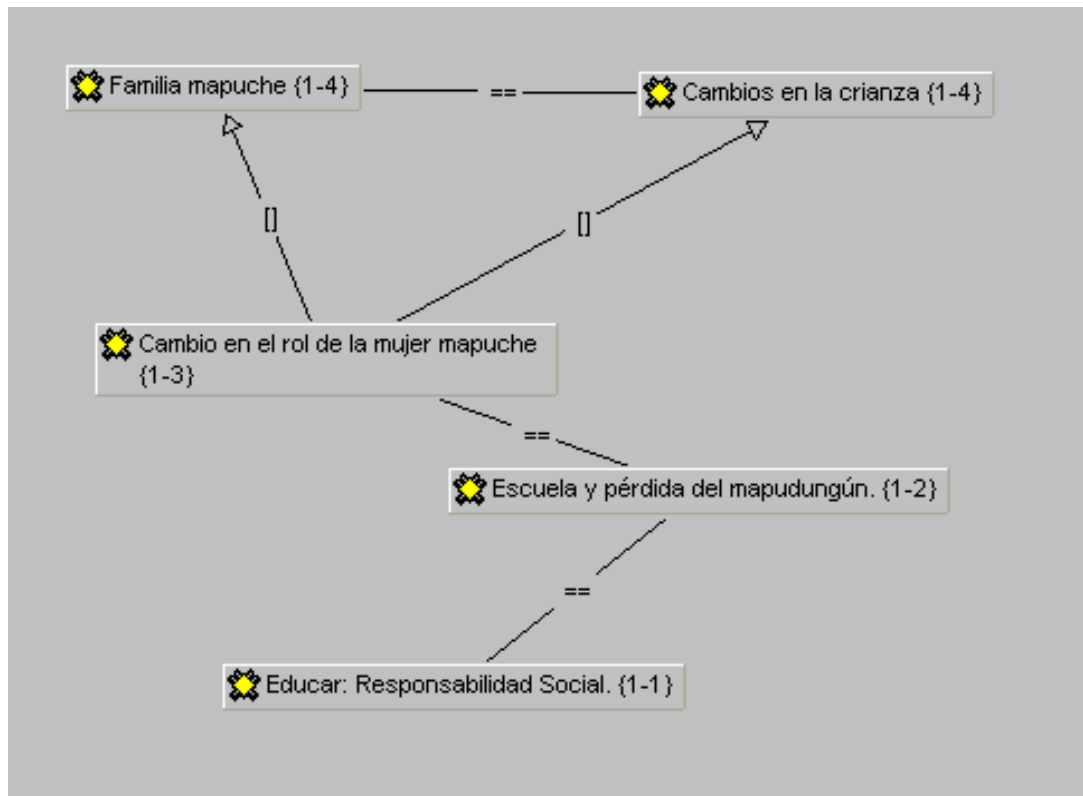 Familia mapuche {1-4}
==
Cambios en la crianza {1-4}
[]
[]
Cambio en el rol de la mujer mapuche
{1-3}
==
Escuela y pérdida del mapudungún. {1-2}
==
Educar: Responsabilidad Social. {1-1}